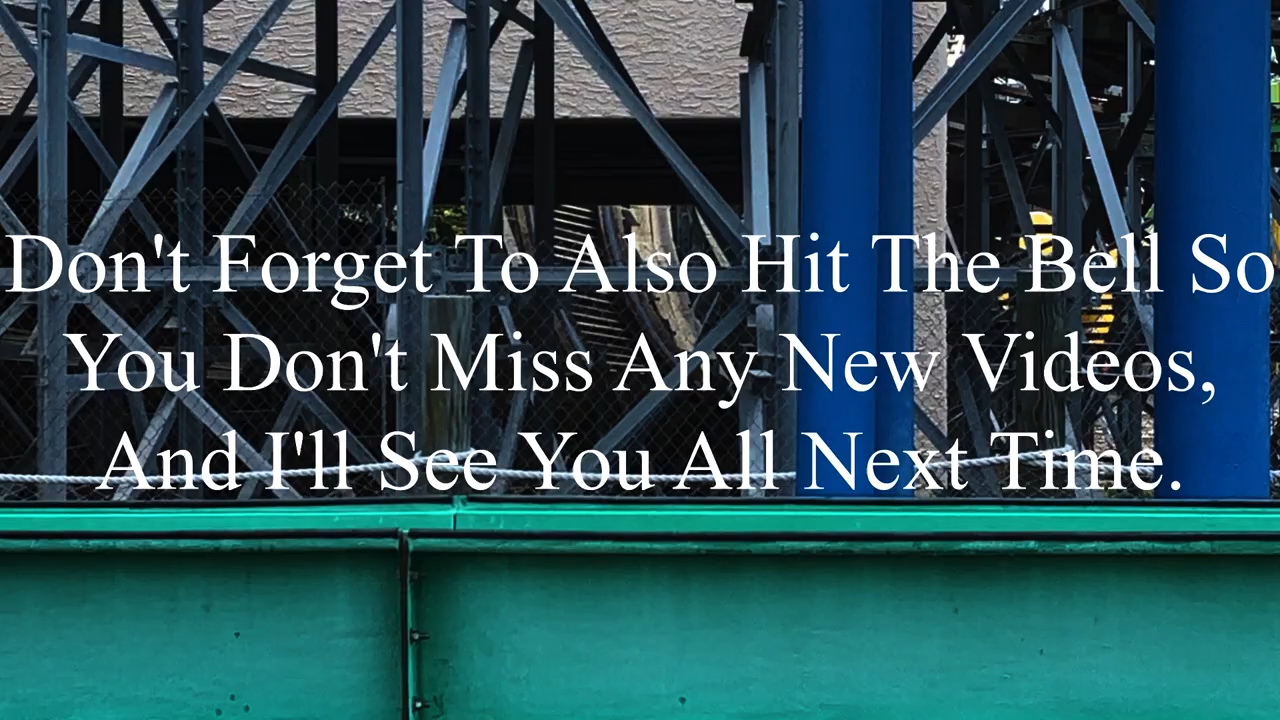 Don't Forget To Also Hit The Bell So
You Don't Miss Any New Videos,
And I'll See You All Next Time.